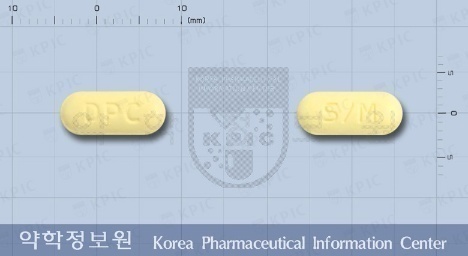 10 0 10 (mm)
5
DPC S/M
0
5
KPIC
약학정보원 Korea Pharmaceutical Information Center